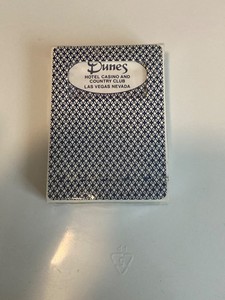 Dunes
HOTEL CASINO AND
COUNTRY CLUB
LAS VEGAS NEVADA